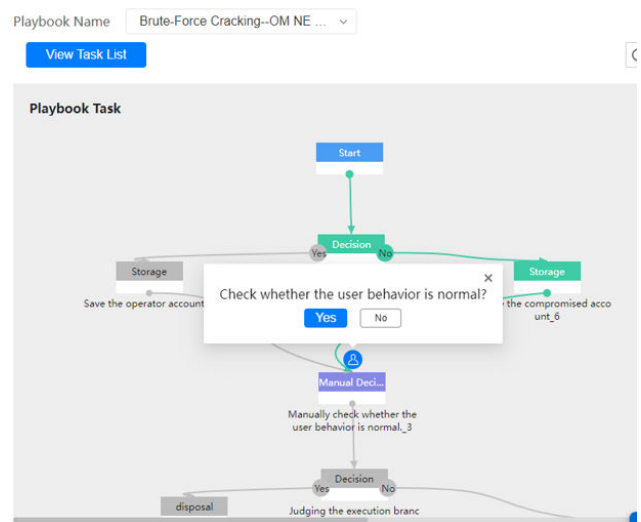 Playbook Name
Brute-Force Cracking--OM NE ...
View Task List
Playbook Task
Start
Decision
Yes
No
Storage
Storage
Save the operator account
the compromised acco
unt_6
Check whether the user behavior is normal?
Yes
No
Manual Deci...
Manually check whether the
user behavior is normal._3
Decision
Yes
No
disposal
Judging the execution branc